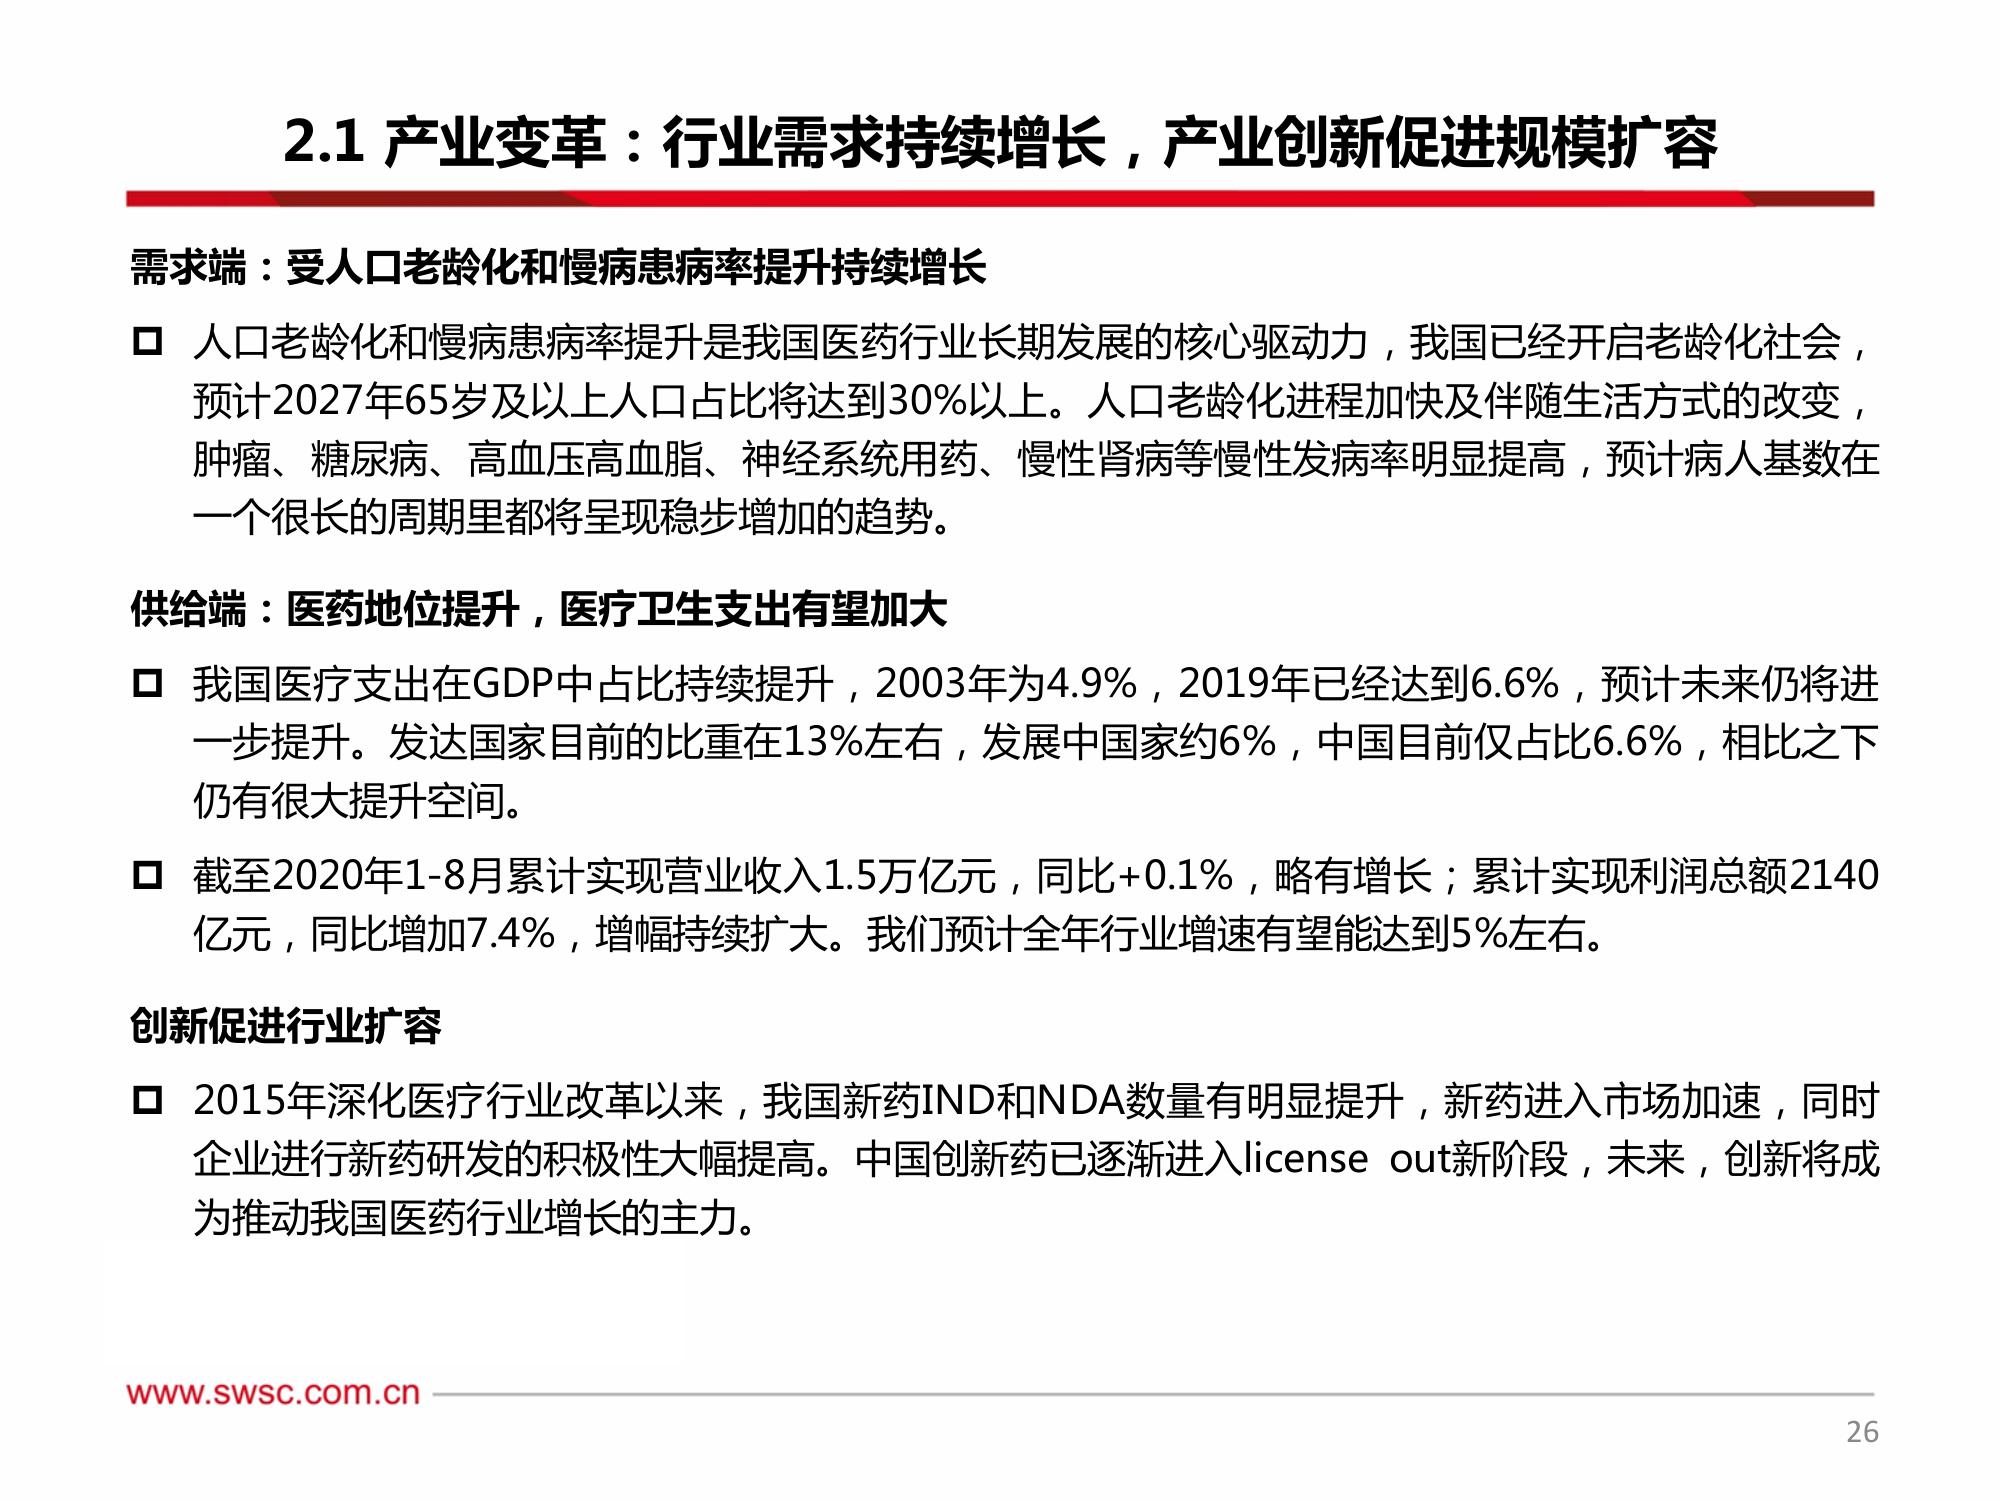 2.1 产业变革：行业需求持续增长，产业创新促进规模扩容
需求端：受人口老龄化和慢病患病率提升持续增长
人口老龄化和慢病患病率提升是我国医药行业长期发展的核心驱动力，我国已经开启老龄化社会，
预计2027年65岁及以上人口占比将达到30%以上。人口老龄化进程加快及伴随生活方式的改变，
肿瘤、糖尿病、高血压高血脂、神经系统用药、慢性肾病等慢性发病率明显提高，预计病人基数在
一个很长的周期里都将呈现稳步增加的趋势。
供给端：医药地位提升，医疗卫生支出有望加大
我国医疗支出在GDP中占比持续提升，2003年为4.9%，2019年已经达到6.6%，预计未来仍将进
一步提升。发达国家目前的比重在13%左右，发展中国家约6%，中国目前仅占比6.6%，相比之下
仍有很大提升空间。
截至2020年1-8月累计实现营业收入1.5万亿元，同比+0.1%，略有增长；累计实现利润总额2140
亿元，同比增加7.4%，增幅持续扩大。我们预计全年行业增速有望能达到5%左右。
创新促进行业扩容
2015年深化医疗行业改革以来，我国新药IND和NDA数量有明显提升，新药进入市场加速，同时
企业进行新药研发的积极性大幅提高。中国创新药已逐渐进入license out新阶段，未来，创新将成
为推动我国医药行业增长的主力。
www.swsc.com.cn
26